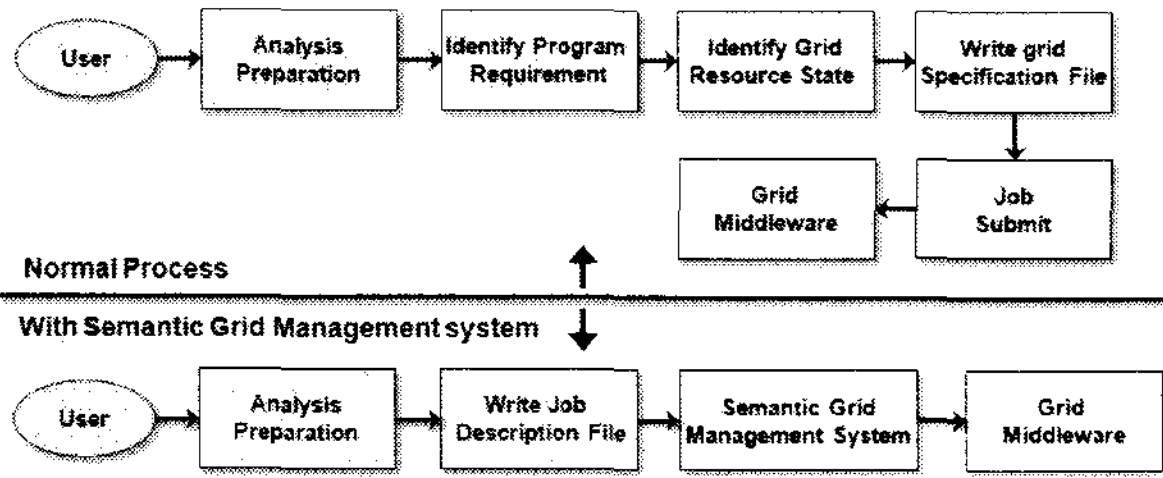 User
Analysis
Preparation
Identify Program
Requirement
Identify Grid
Resource State
Write grid
Specification File
Grid
Middleware
Job
Submit
Normal Process
With Semantic Grid Management system
User
Analysis
Preparation
Write Job
Description File
Semantic Grid
Management System
Grid
Middleware